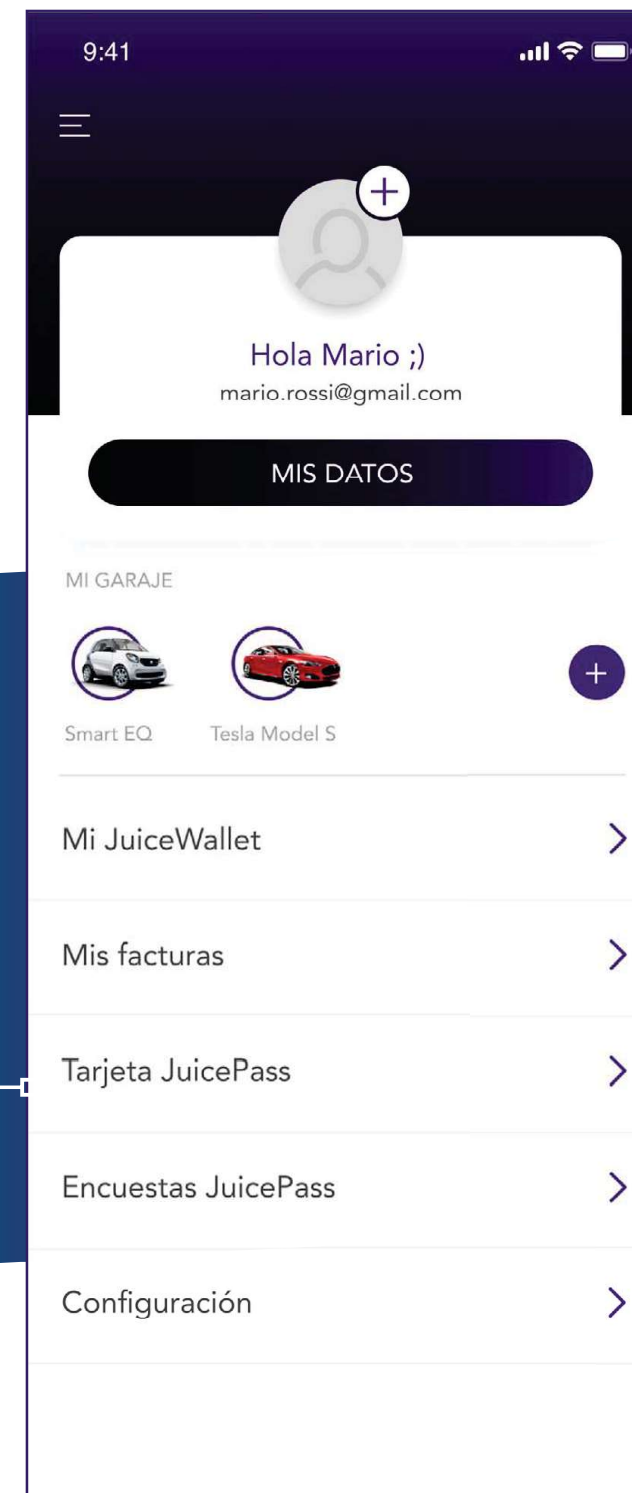 9:41
Hola Mario ;)
mario.rossi@gmail.com
MIS DATOS
MI GARAJE
Smart EQ Tesla Model S
Mi JuiceWallet
Mis facturas
Tarjeta JuicePass
Encuestas JuicePass
Configuración